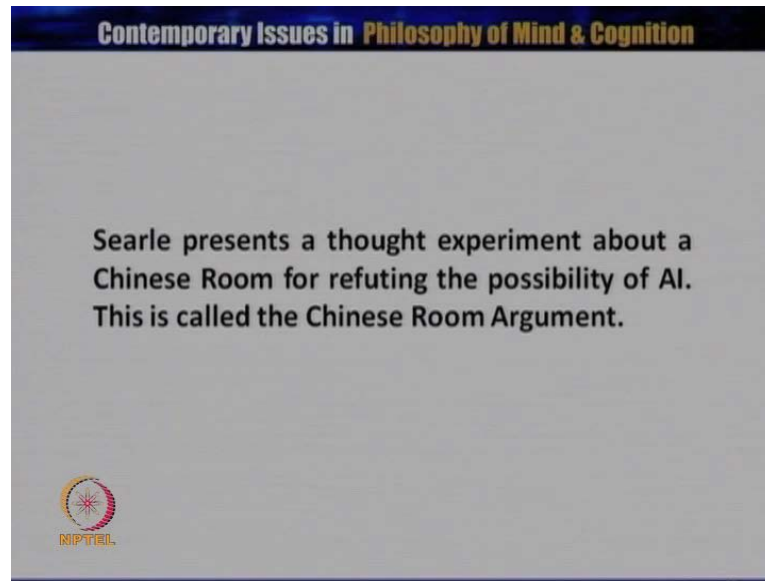 Contemporary Issues in Philosophy of Mind & Cognition
Searle presents a thought experiment about a
Chinese Room for refuting the possibility of AI.
This is called the Chinese Room Argument.
NPTEL